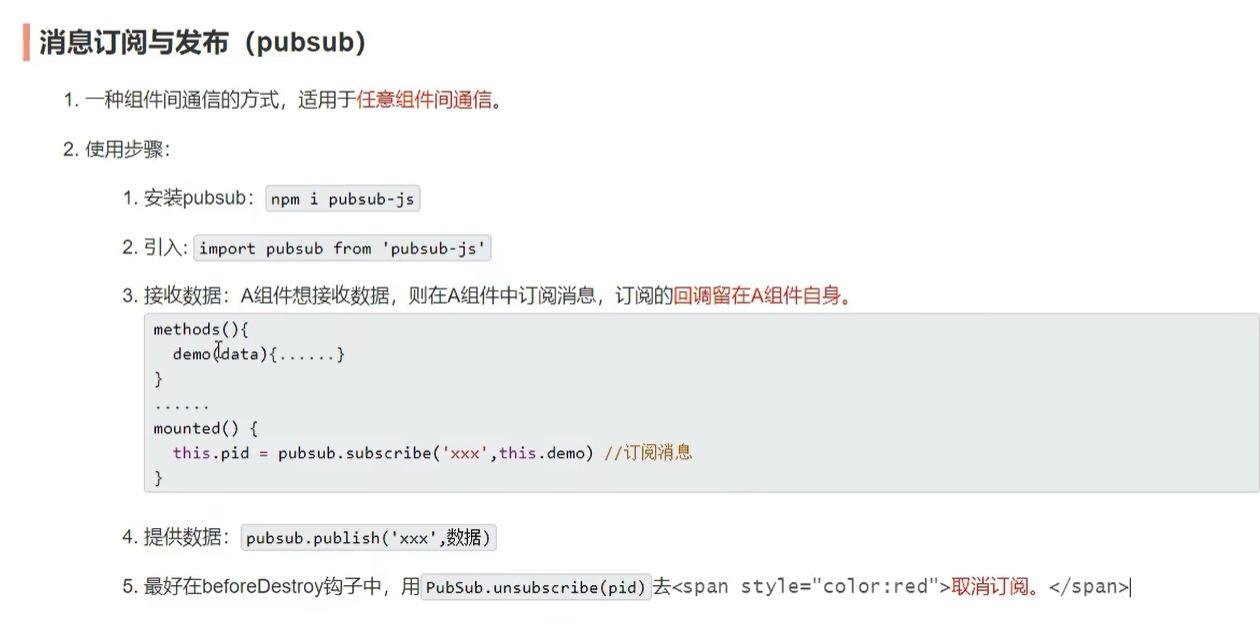 消息订阅与发布（pubsub）
1. 一种组件间通信的方式，适用于任意组件间通信。
2. 使用步骤：
1. 安装pubsub： npm i pubsub-js
2. 引入: import pubsub from 'pubsub-js'
3. 接收数据：A组件想接收数据，则在A组件中订阅消息，订阅的回调留在A组件自身。
methods(){
  demo(data){......}
}
......
mounted() {
  this.pid = pubsub.subscribe('xxx',this.demo) //订阅消息
}
4. 提供数据： pubsub.publish('xxx',数据)
5. 最好在beforeDestroy钩子中，用PubSub.unsubscribe(pid)去<span style="color:red">取消订阅。</span>